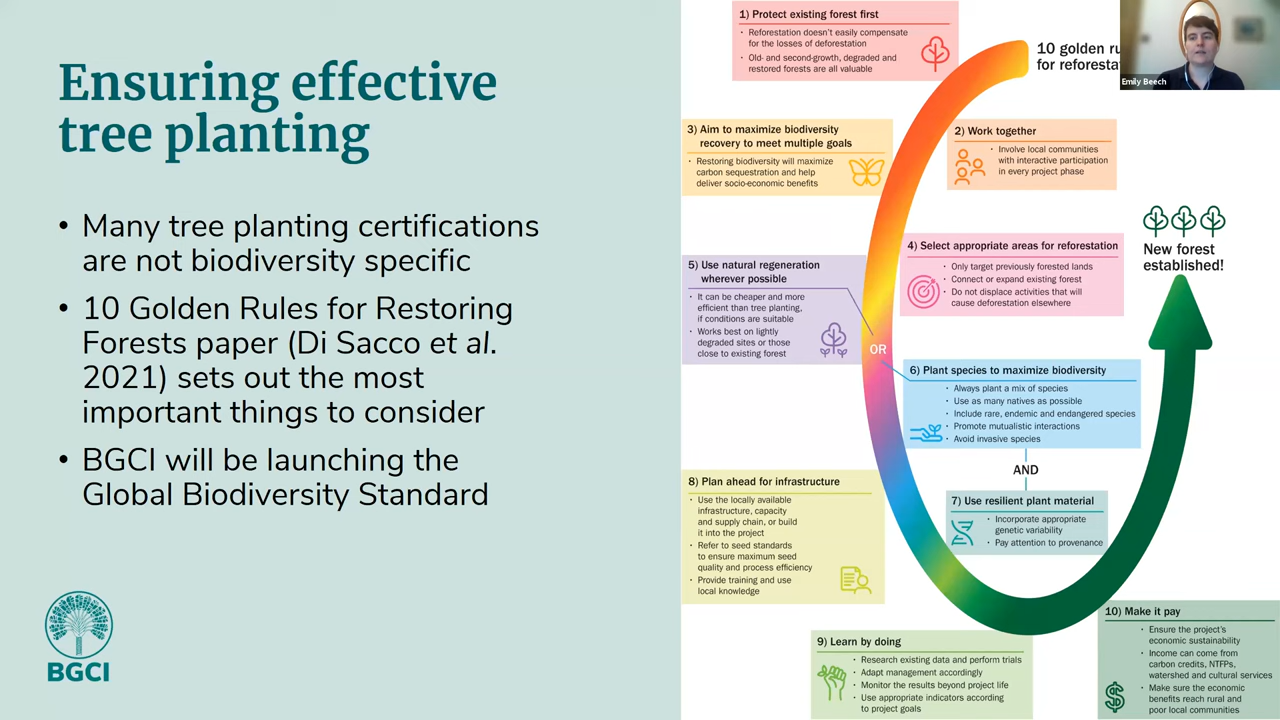 Ensuring effective
tree planting
• Many tree planting certifications
are not biodiversity specific
• 10 Golden Rules for Restoring
Forests paper (Di Sacco et al.
2021) sets out the most
important things to consider
• BGCI will be launching the
Global Biodiversity Standard
BGCI
10 golden
for
Emily Beech
1) Protect existing forest first
• Reforestation doesn't easily compensate
for the losses of deforestation
• Old- and second-growth, degraded and
restored forests are all valuable
2) Work together
• Involve local communities
with interactive participation
in every project phase
3) Aim to maximize biodiversity
recovery to meet multiple goals
• Restoring biodiversity will maximize
carbon sequestration and help
deliver socio-economic benefits
4) Select appropriate areas for reforestation
• Only target previously forested lands
• Connect or expand existing forest
• Do not displace activities that will
cause deforestation elsewhere
5) Use natural regeneration
wherever possible
• It can be cheaper and more
efficient than tree planting,
if conditions are suitable
• Works best on lightly
degraded sites or those
close to existing forest
OR
6) Plant species to maximize biodiversity
• Always plant a mix of species
• Use as many natives as possible
• Include rare, endemic and endangered species
• Promote mutualistic interactions
• Avoid invasive species
AND
7) Use resilient plant material
• Incorporate appropriate
genetic variability
• Pay attention to provenance
8) Plan ahead for infrastructure
• Use the locally available
infrastructure, capacity
and supply chain, or build
it into the project
• Refer to seed standards
to ensure maximum seed
quality and process efficiency
• Provide training and use
local knowledge
9) Learn by doing
• Research existing data and perform trials
• Adapt management accordingly
• Monitor the results beyond project life
• Use appropriate indicators according
to project goals
10) Make it pay
• Ensure the project's
economic sustainability
• Income can come from
carbon credits, NTFPs,
watershed and cultural services
• Make sure the economic
benefits reach rural and
poor local communities
New forest
established!